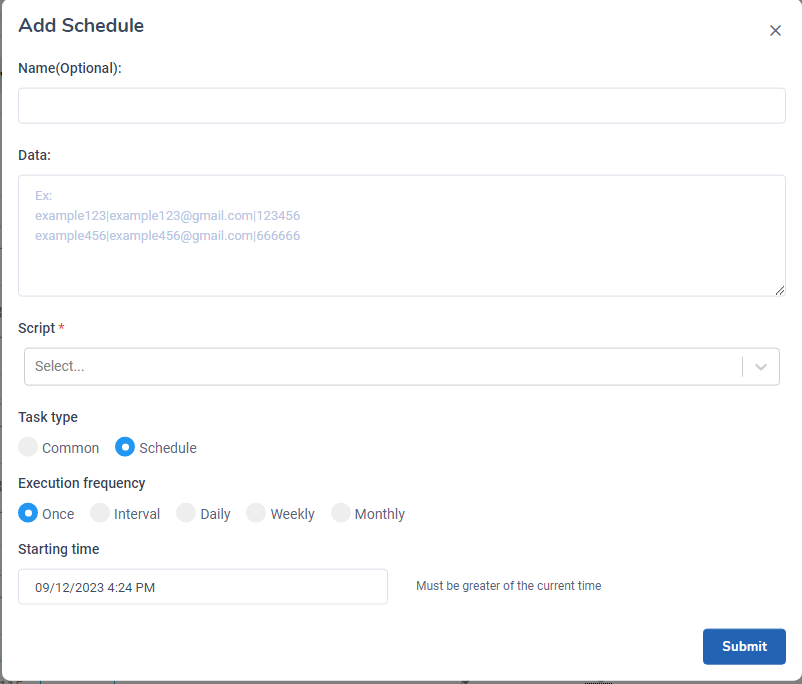 Add Schedule
Name(Optional):
Data:
Ex:
example123|example123@gmail.com|123456
example456|example456@gmail.com|666666
Script *
Select...
Task type
Common Schedule
Execution frequency
Once Interval Daily Weekly Monthly
Starting time
09/12/2023 4:24 PM Must be greater of the current time
Submit